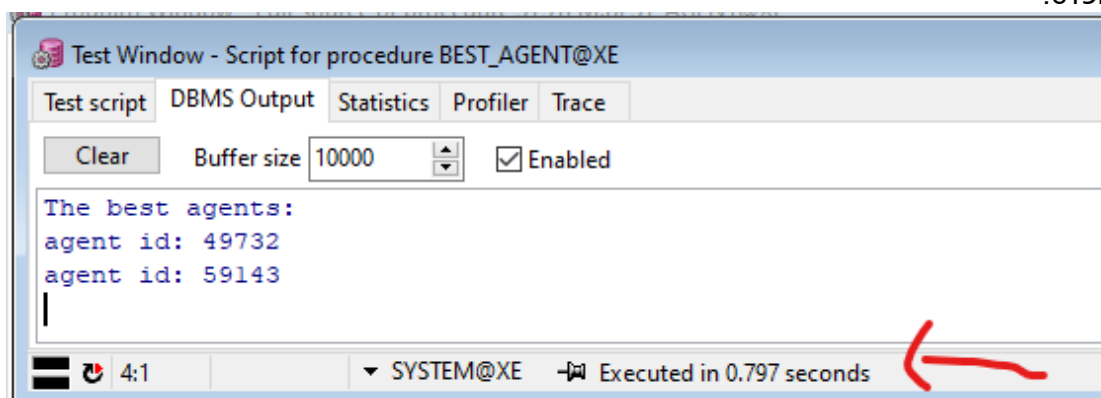 Test Window - Script for procedure BEST_AGENT@XE
Test script DBMS Output Statistics Profiler Trace
Clear Buffer size 10000 Enabled
The best agents:
agent id: 49732
agent id: 59143
4:1 SYSTEM@XE Executed in 0.797 seconds